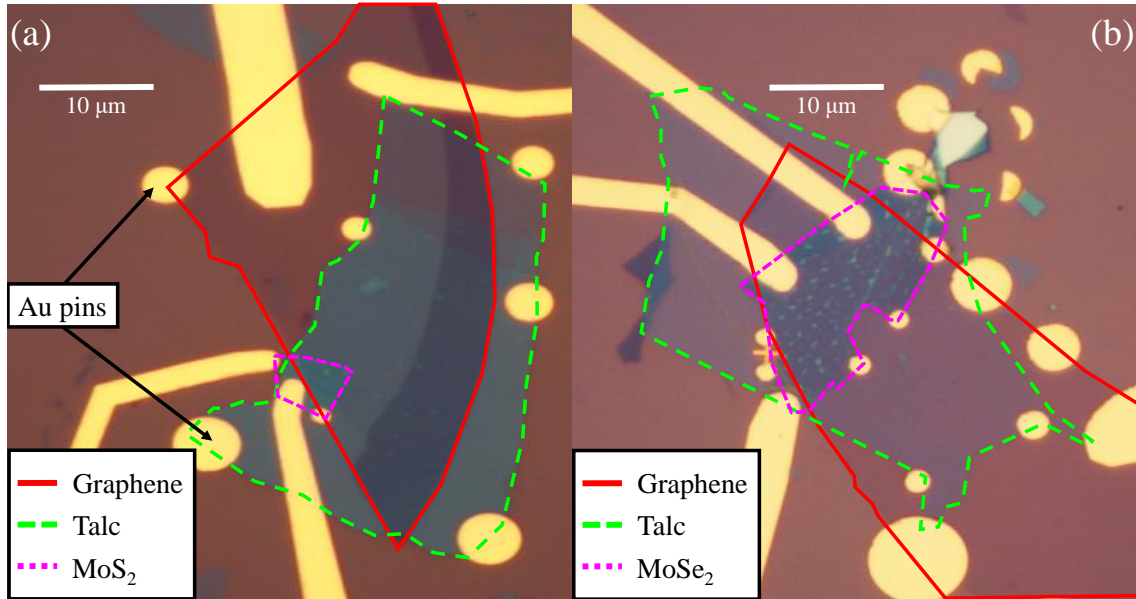 (a)
10 μm
Au pins
Graphene
Talc
MoS₂
(b)
10 μm
Graphene
Talc
MoSe₂